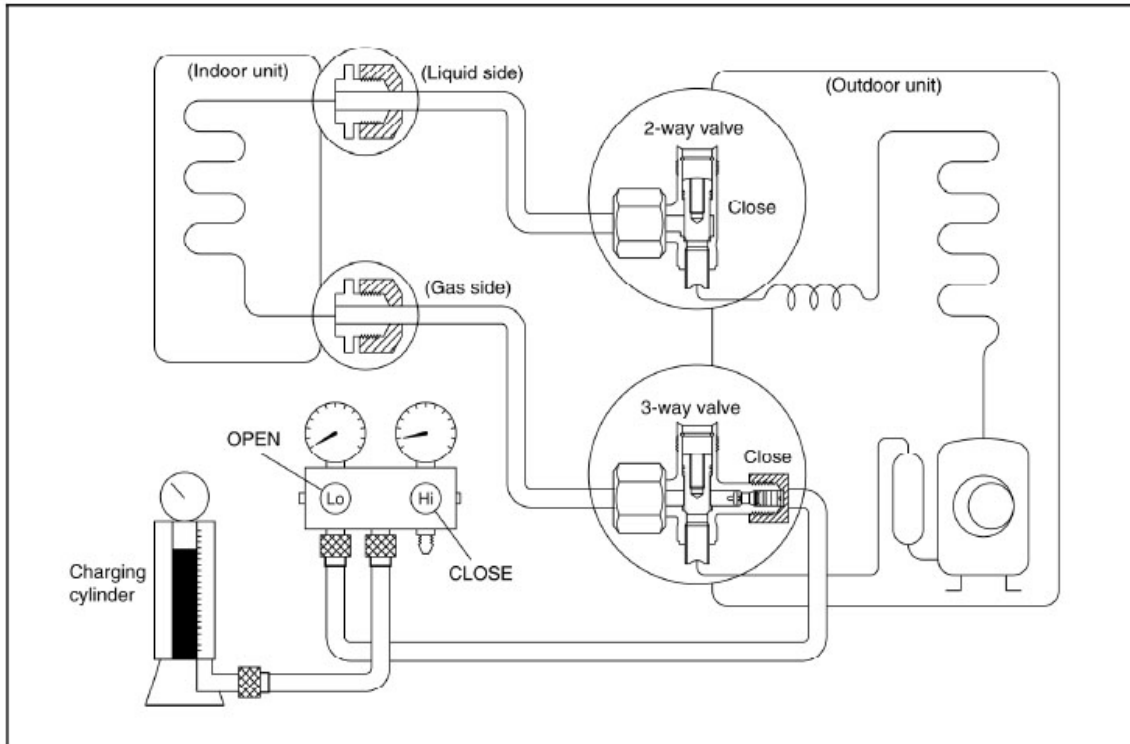 (Indoor unit)
(Liquid side)
(Outdoor unit)
2-way valve
Close
(Gas side)
3-way valve
Close
OPEN
Lo
Hi
CLOSE
Charging
cylinder